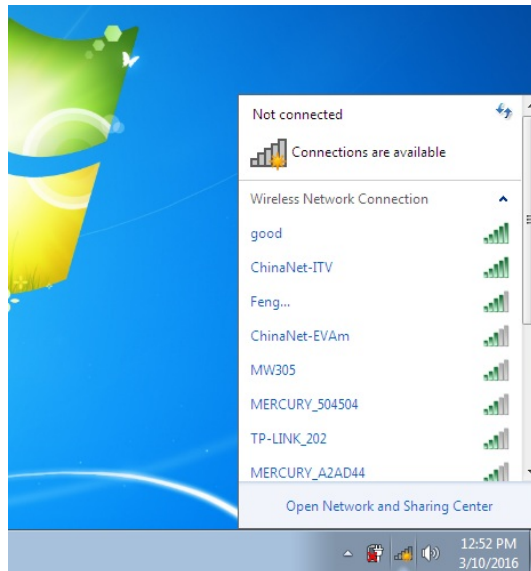 Not connected
Connections are available
Wireless Network Connection
good
ChinaNet-ITV
Feng...
ChinaNet-EVAm
MW305
MERCURY_504504
TP-LINK_202
MERCURY_A2AD44
Open Network and Sharing Center
12:52 PM
3/10/2016